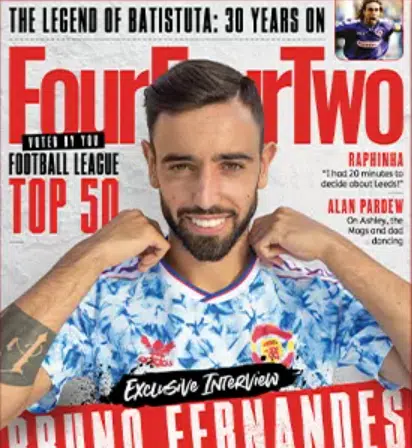 THE LEGEND OF BATISTUTA: 30 YEARS ON
FourFourTwo
VOTED BY YOU
FOOTBALL LEAGUE
TOP 50
RAPHINHA
"I had 20 minutes to
decide about Leeds!"
ALAN PARDEW
On Ashley, the
Mags and dad
dancing
adidas
EXCLUSIVE INTERVIEW
BRUNO FERNANDES